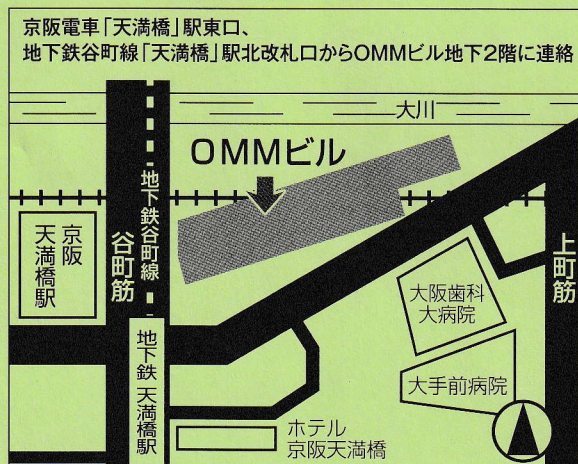 京阪電車「天満橋」駅東口、
地下鉄谷町線「天満橋」駅北改札口からOMMビル地下2階に連絡
大川
OMMビル
地下鉄谷町線
谷町筋
京阪
天満橋駅
上町筋
大阪歯科
大病院
大手前病院
地下鉄 天満橋駅
ホテル
京阪天満橋